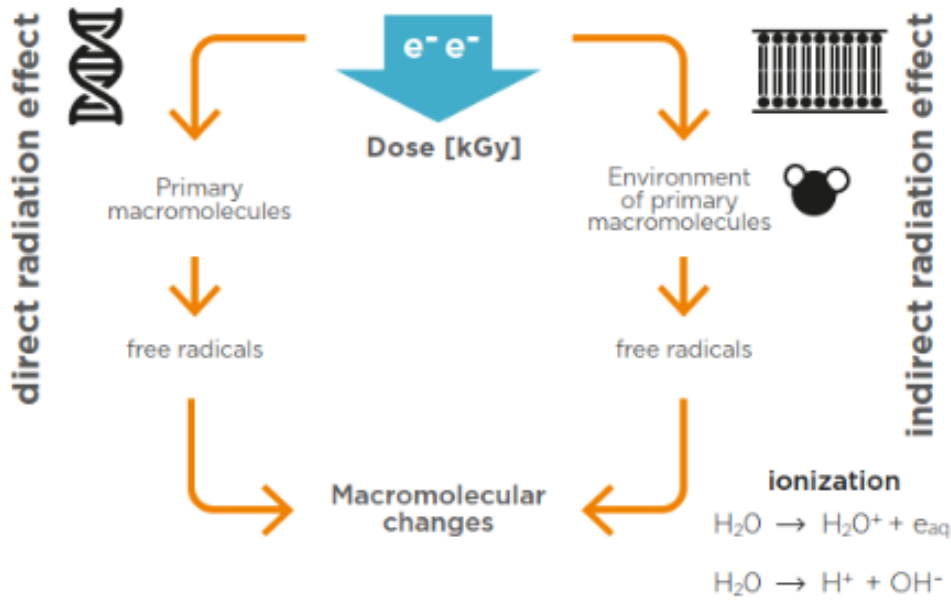 direct radiation effect
e⁻ e⁻
Dose [kGy]
Primary
macromolecules
free radicals
Environment
of primary
macromolecules
free radicals
indirect radiation effect
Macromolecular
changes
ionization
H₂O → H₂O⁺ + eaq
H₂O → H⁺ + OH⁻